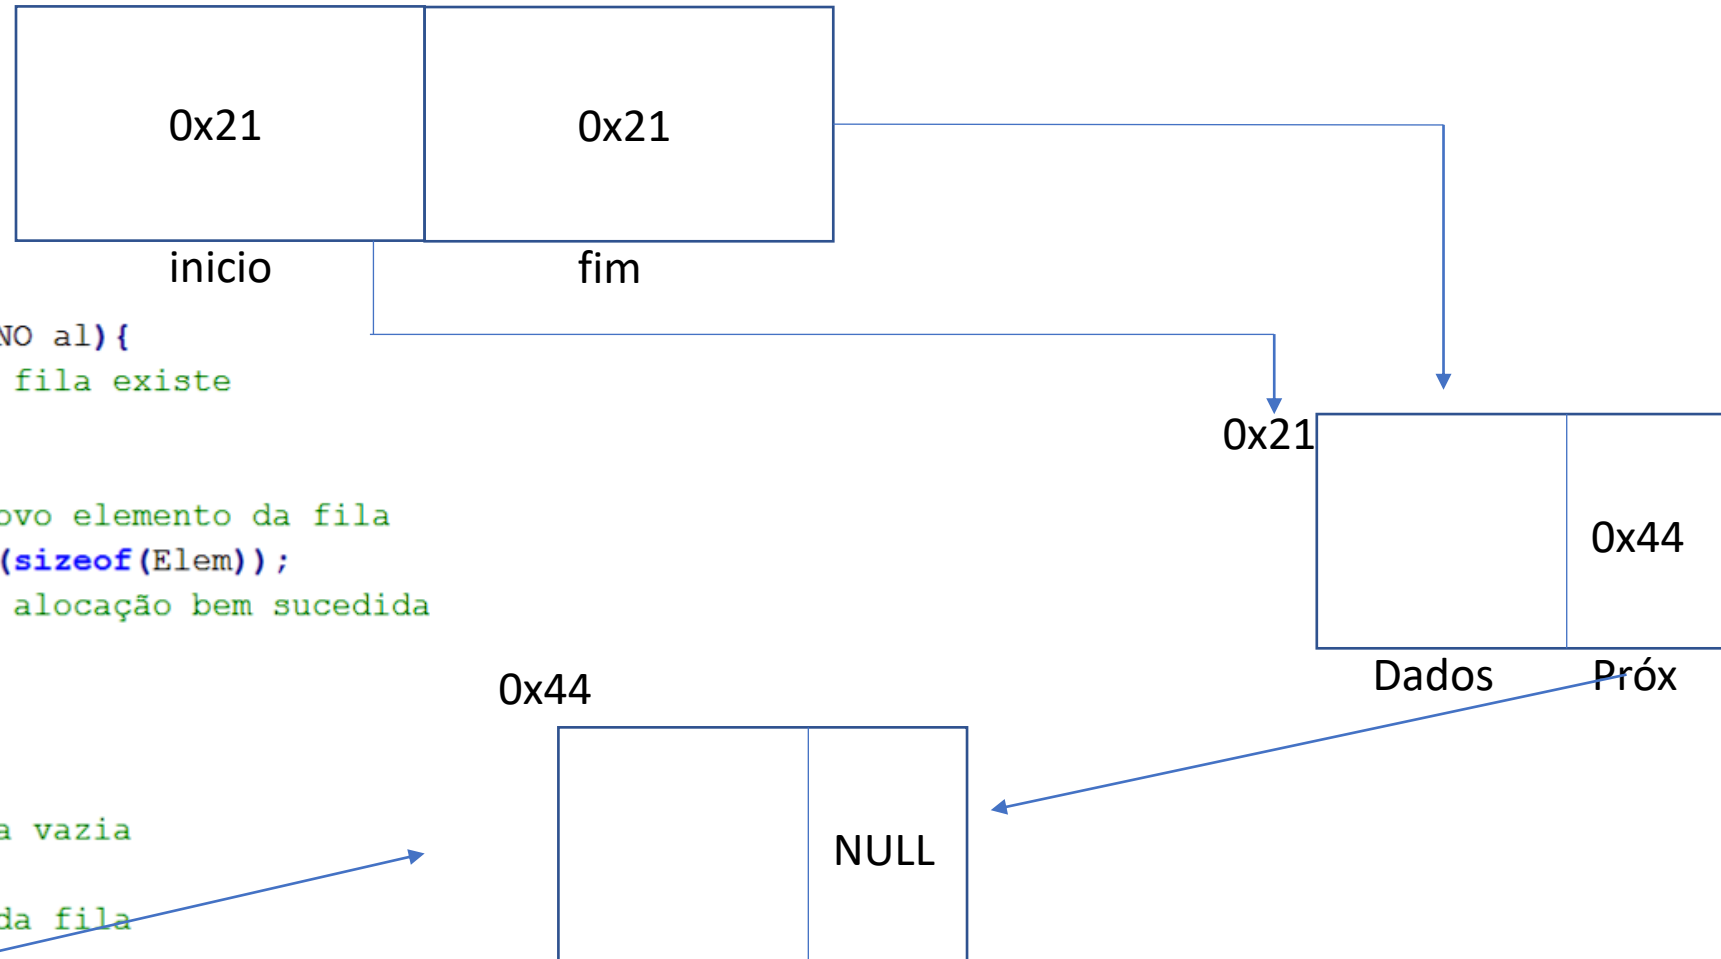 0x21 0x21
inicio fim
NO al){
fila existe
0x21
ovo elemento da fila
(sizeof(Elem));
0x44
alocação bem sucedida
Dados Próx
0x44
a vazia
NULL
da fila